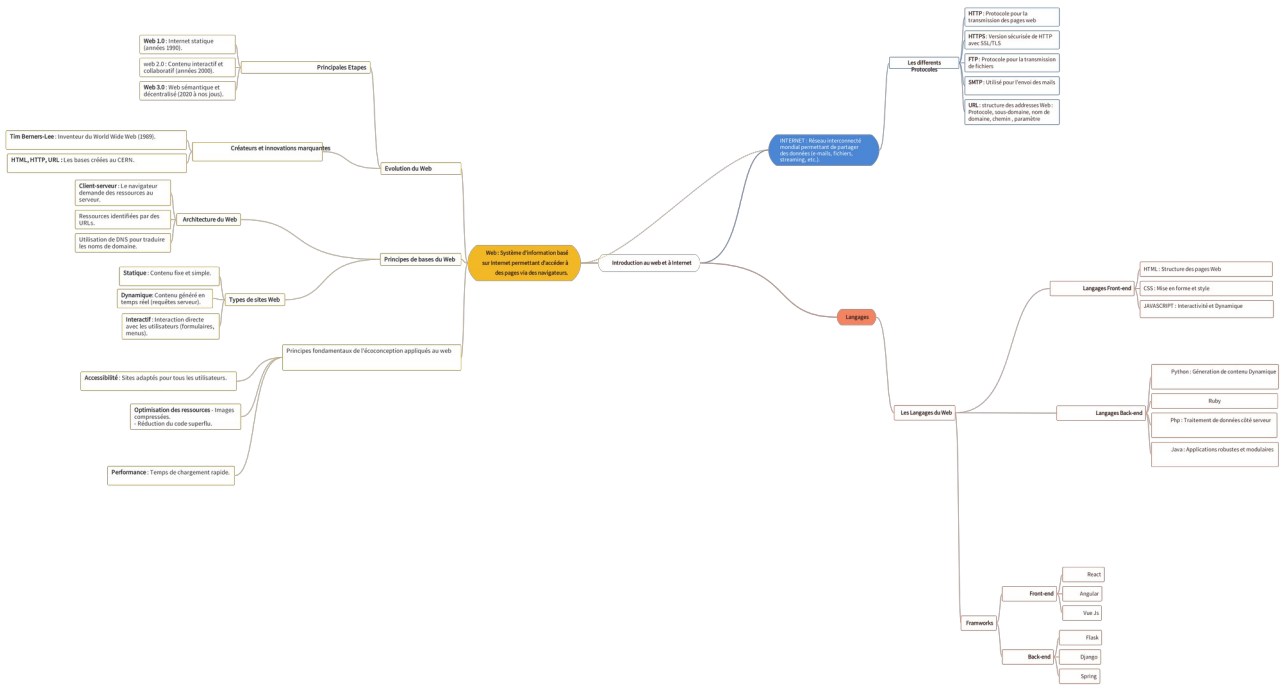 Web 1.0 : Internet statique
(années 1990).
web 2.0 : Contenu interactif et
collaboratif (années 2000).
Web 3.0 : Web sémantique et
décentralisé (2020 à nos jours).
Principales Etapes
Tim Berners-Lee : Inventeur du World Wide Web (1989).
HTML, HTTP, URL : Les bases créées au CERN.
Créateurs et innovations marquantes
Evolution du Web
Client-serveur : Le navigateur
demande des ressources au
serveur.
Ressources identifiées par des
URLs.
Utilisation de DNS pour traduire
les noms de domaine.
Architecture du Web
Principes de bases du Web
Statique : Contenu fixe et simple.
Dynamique: Contenu généré en
temps réel (requêtes serveur).
Interactif : Interaction directe
avec les utilisateurs (formulaires,
menus).
Types de sites Web
Principes fondamentaux de l'écoconception appliqués au web
Accessibilité : Sites adaptés pour tous les utilisateurs.
Optimisation des ressources - Images
compressées.
- Réduction du code superflu.
Performance : Temps de chargement rapide.
Web : Système d'information basé
sur Internet permettant d'accéder à
des pages via des navigateurs.
Introduction au web et à Internet
INTERNET : Réseau interconnecté
mondial permettant de partager
des données (e-mails, fichiers,
streaming, etc.).
Les differents
Protocoles
HTTP : Protocole pour la
transmission des pages web
HTTPS : Version sécurisée de HTTP
avec SSL/TLS
FTP : Protocole pour la transmission
de fichiers
SMTP : Utilisé pour l'envoi des mails
URL : structure des addresses Web :
Protocole, sous-domaine, nom de
domaine, chemin , paramètre
Langages
Les Langages du Web
Langages Front-end
HTML : Structure des pages Web
CSS : Mise en forme et style
JAVASCRIPT : Interactivité et Dynamique
Langages Back-end
Python : Géneration de contenu Dynamique
Ruby
Php : Traitement de données côté serveur
Java : Applications robustes et modulaires
Framworks
Front-end
React
Angular
Vue Js
Back-end
Flask
Django
Spring